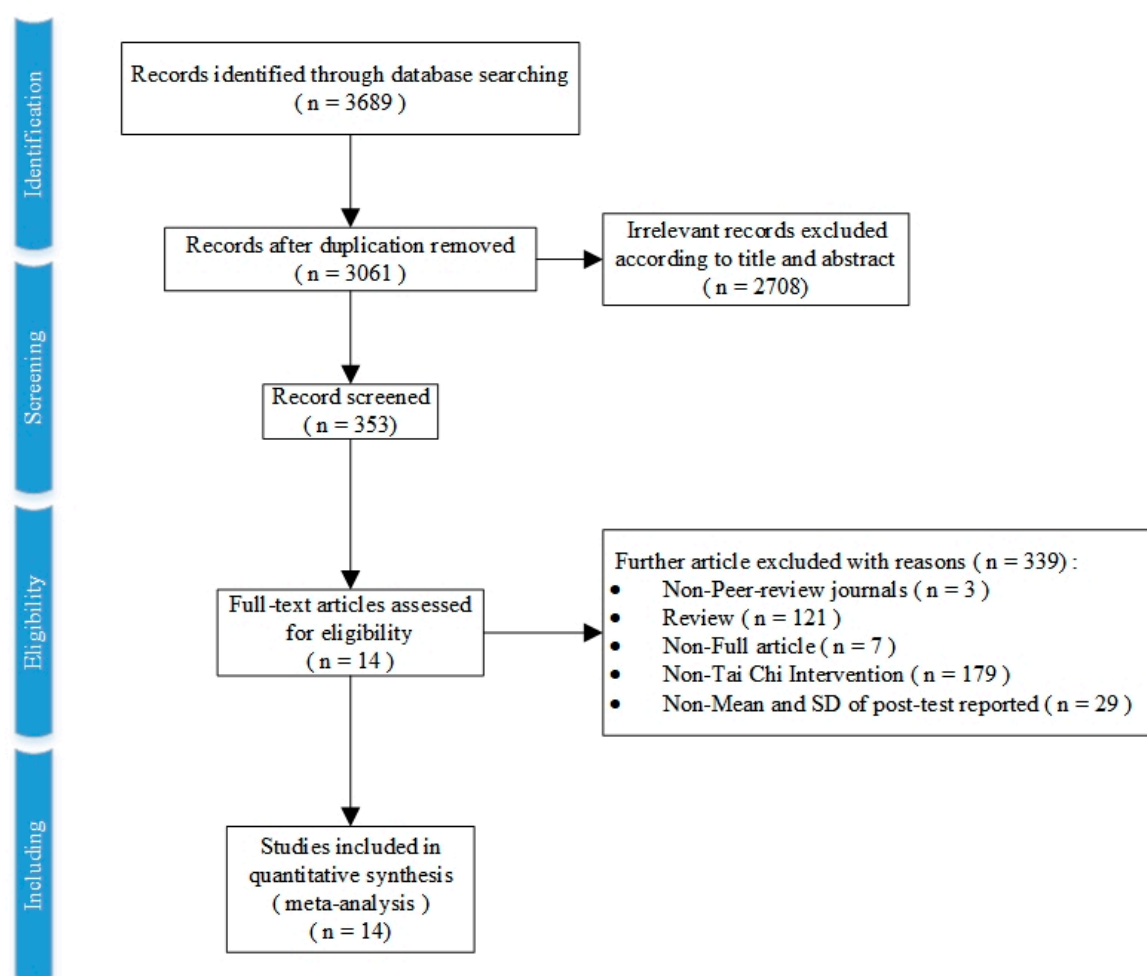 Identification
Records identified through database searching
( n = 3689 )
Records after duplication removed
( n = 3061 )
Irrelevant records excluded
according to title and abstract
( n = 2708)
Screening
Record screened
( n = 353)
Eligibility
Full-text articles assessed
for eligibility
( n = 14 )
Further article excluded with reasons ( n = 339) :
• Non-Peer-review journals ( n = 3 )
• Review ( n = 121 )
• Non-Full article ( n = 7 )
• Non-Tai Chi Intervention ( n = 179 )
• Non-Mean and SD of post-test reported ( n = 29 )
Including
Studies included in
quantitative synthesis
( meta-analysis )
( n = 14)